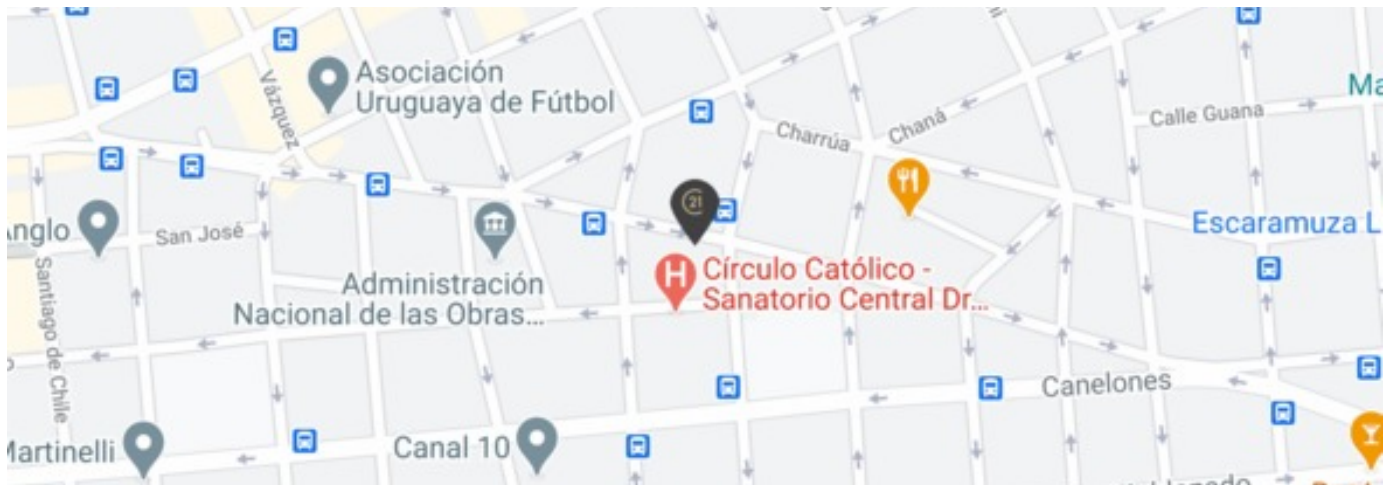 Asociación
Uruguaya de Fútbol
Vázquez
Charrúa
Chaná
Calle Guana
Ma
Anglo
San José
21
Escaramuza L
Administración
Nacional de las Obras...
H
Círculo Católico -
Sanatorio Central Dr...
Santiago de Chile
Canelones
Martinelli
Canal 10